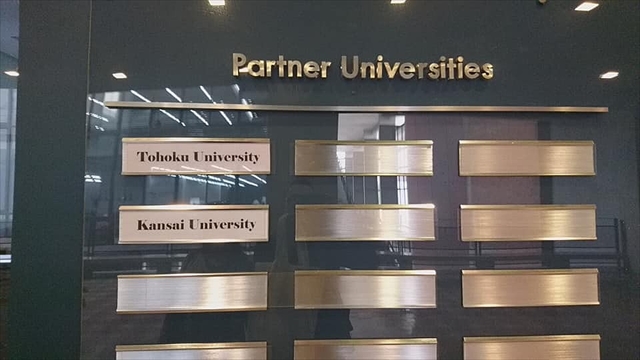 Partner Universities
Tohoku University
Kansai University